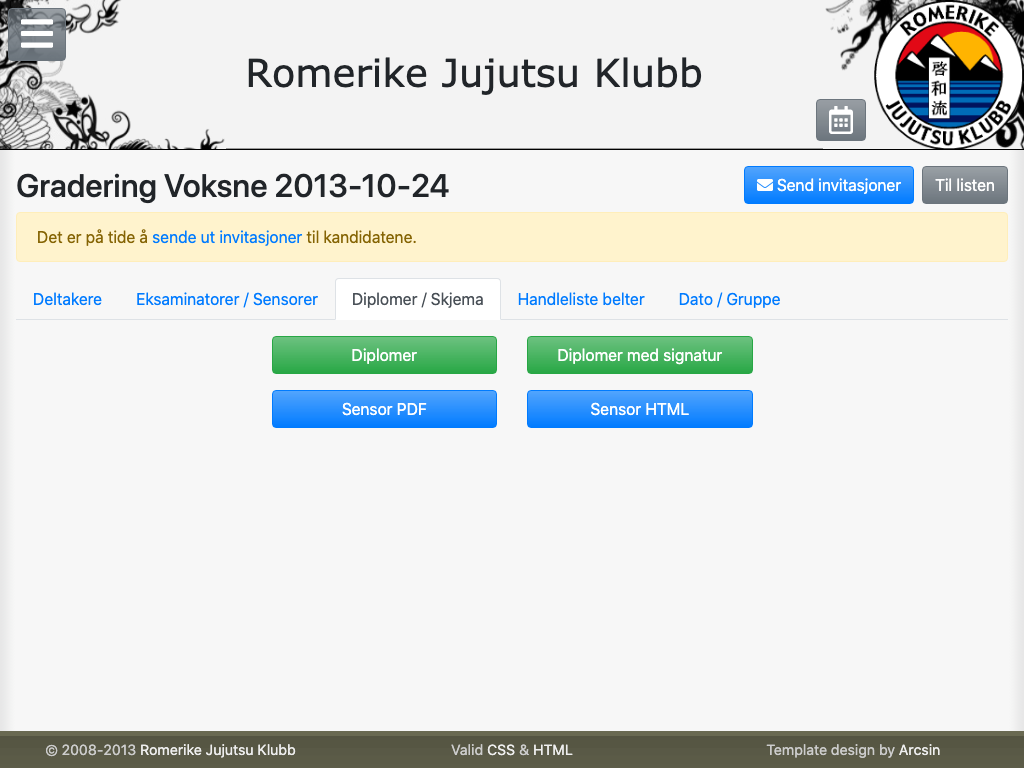 Romerike Jujutsu Klubb
ROMERIKE
啓和流
JUJUTSU KLUBB
Gradering Voksne 2013-10-24
Send invitasjoner
Til listen
Det er på tide å sende ut invitasjoner til kandidatene.
Deltakere Eksaminatorer / Sensorer Diplomer / Skjema Handleliste belter Dato / Gruppe
Diplomer Diplomer med signatur
Sensor PDF Sensor HTML
© 2008-2013 Romerike Jujutsu Klubb Valid CSS & HTML Template design by Arcsin